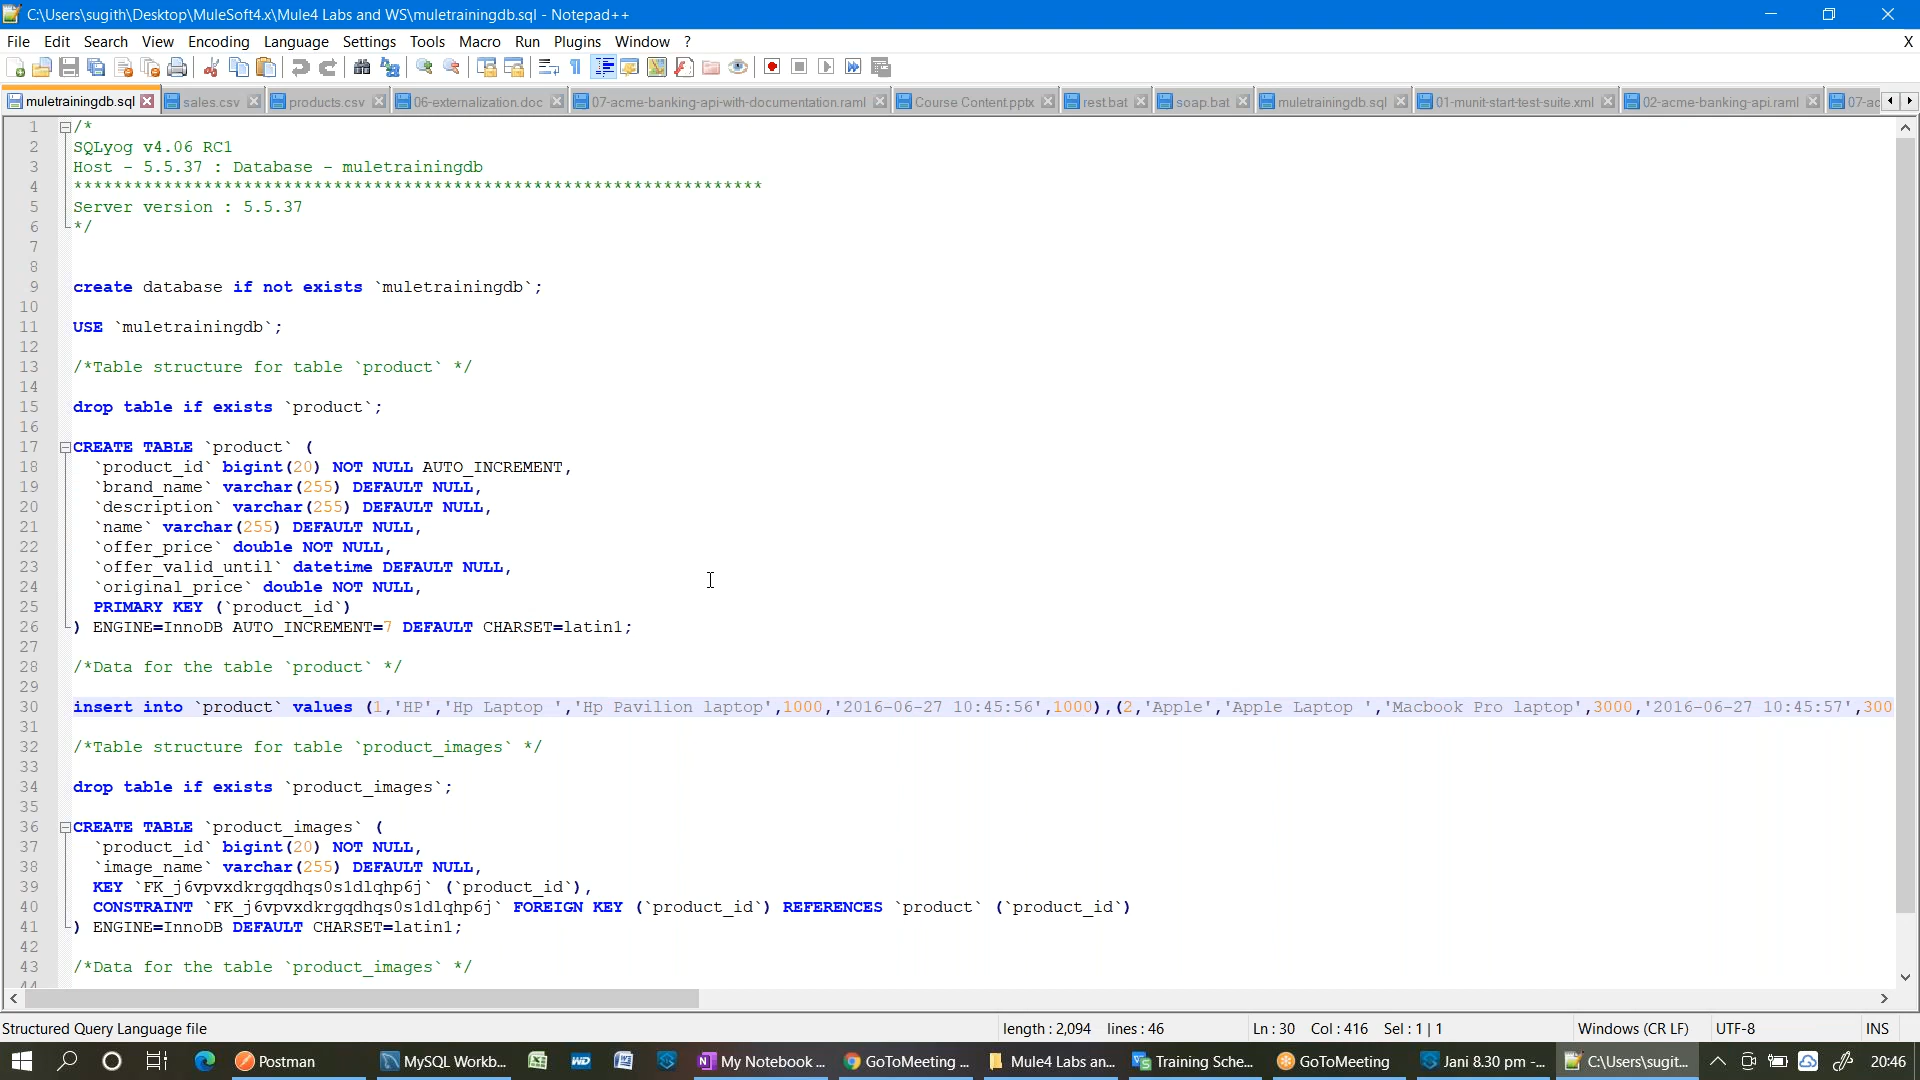 C:\Users\sugith\Desktop\MuleSoft4.x\Mule4 Labs and WS\muletrainingdb.sql - Notepad++
File Edit Search View Encoding Language Settings Tools Macro Run Plugins Window ? X
muletrainingdb.sql sales.csv products.csv 06-externalization.doc 07-acme-banking-api-with-documentation.raml Course Content.pptx rest.bat soap.bat muletrainingdb.sql 01-munit-start-test-suite.xml 02-acme-banking-api.raml 07-ac
1 /*
2 SQLyog v4.06 RC1
3 Host - 5.5.37 : Database - muletrainingdb
4 *********************************************************************
5 Server version : 5.5.37
6 */
7
8
9 create database if not exists `muletrainingdb`;
10
11 USE `muletrainingdb`;
12
13 /*Table structure for table `product` */
14
15 drop table if exists `product`;
16
17 CREATE TABLE `product` (
18 `product_id` bigint(20) NOT NULL AUTO_INCREMENT,
19 `brand_name` varchar(255) DEFAULT NULL,
20 `description` varchar(255) DEFAULT NULL,
21 `name` varchar(255) DEFAULT NULL,
22 `offer_price` double NOT NULL,
23 `offer_valid_until` datetime DEFAULT NULL,
24 `original_price` double NOT NULL,
25 PRIMARY KEY (`product_id`)
26 ) ENGINE=InnoDB AUTO_INCREMENT=7 DEFAULT CHARSET=latin1;
27
28 /*Data for the table `product` */
29
30 insert into `product` values (1,'HP','Hp Laptop ','Hp Pavilion laptop',1000,'2016-06-27 10:45:56',1000),(2,'Apple','Apple Laptop ','Macbook Pro laptop',3000,'2016-06-27 10:45:57',300
31
32 /*Table structure for table `product_images` */
33
34 drop table if exists `product_images`;
35
36 CREATE TABLE `product_images` (
37 `product_id` bigint(20) NOT NULL,
38 `image_name` varchar(255) DEFAULT NULL,
39 KEY `FK_j6vpvxdkrgqdhqs0s1dlqhp6j` (`product_id`),
40 CONSTRAINT `FK_j6vpvxdkrgqdhqs0s1dlqhp6j` FOREIGN KEY (`product_id`) REFERENCES `product` (`product_id`)
41 ) ENGINE=InnoDB DEFAULT CHARSET=latin1;
42
43 /*Data for the table `product_images` */
44
Structured Query Language file length : 2,094 lines : 46 Ln : 30 Col : 416 Sel : 1 | 1 Windows (CR LF) UTF-8 INS
Postman MySQL Workb... My Notebook ... GoToMeeting ... Mule4 Labs an... Training Sche... GoToMeeting Jani 8.30 pm -... C:\Users\sugit... 20:46